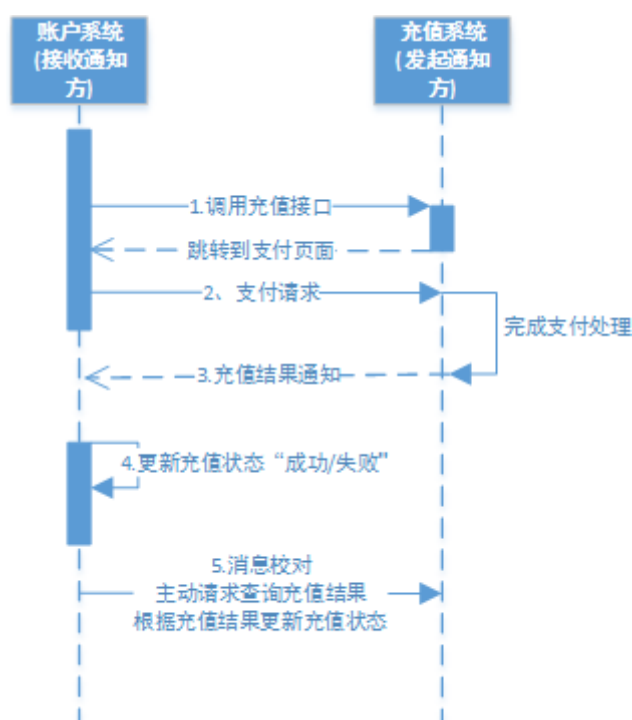 账户系统
(接收通知
方)
充值系统
(发起通知
方)
1.调用充值接口
跳转到支付页面
2、支付请求
完成支付处理
3.充值结果通知
4.更新充值状态“成功/失败”
5.消息校对
主动请求查询充值结果
根据充值结果更新充值状态